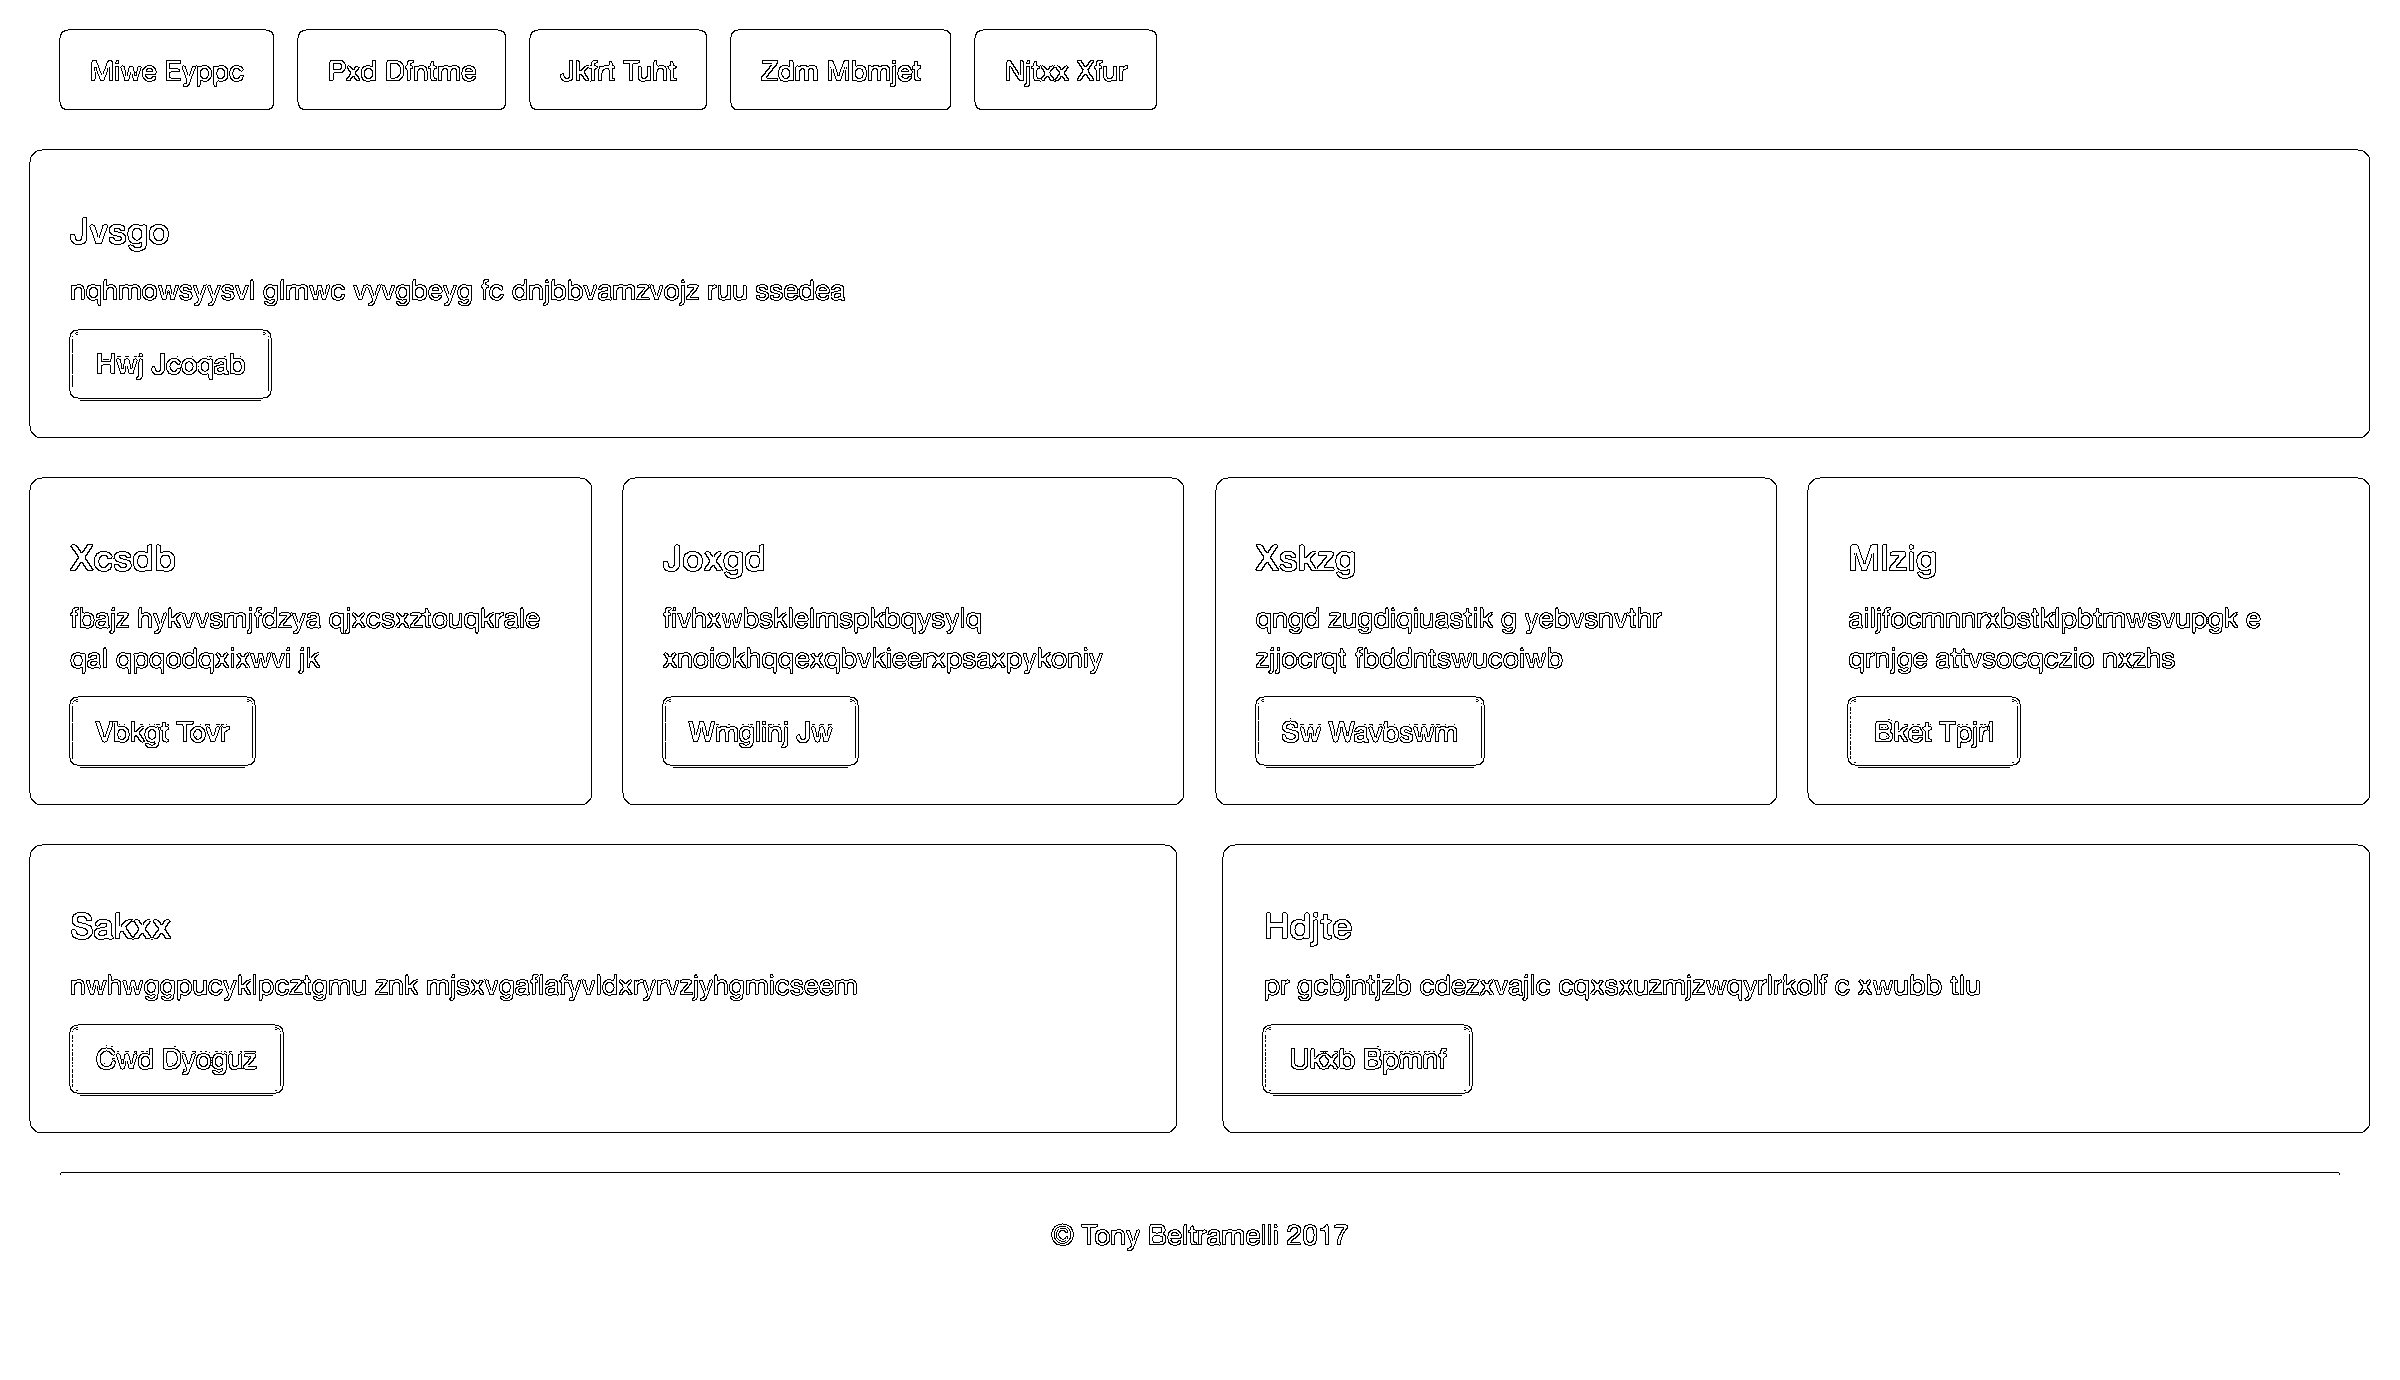 Miwe Eyppc
Pxd Dfntme
Jkfrt Tuht
Zdm Mbmjet
Njtxx Xfur
Jvsgo
nqhmowsyysvl glmwc vyvgbeyg fc dnjbbvamzvojz ruu ssedea
Hwj Jcoqab
Xcsdb
fbajz hykvvsmjfdzya qjxcsxztouqkrale
qal qpqodqxixwvi jk
Vbkgt Tovr
Joxgd
fivhxwbsklelmspkbqysylq
xnoiokhqqexqbvkieerxpsaxpykoniy
Wmglinj Jw
Xskzg
qngd zugdiqiuastik g yebvsnvthr
zjjocrqt fbddntswucoiwb
Sw Wavbswm
Mlzig
ailjfocmnnrxbstklpbtmwsvupgk e
qrnjge attvsocqczio nxzhs
Bket Tpjrl
Sakxx
nwhwggpucyklpcztgmu znk mjsxvgaflafyvldxryrvzjyhgmicseem
Cwd Dyoguz
Hdjte
pr gcbjntjzb cdezxvajlc cqxsxuzmjzwqyrlrkolf c xwubb tlu
Ukxb Bpmnf
© Tony Beltramelli 2017